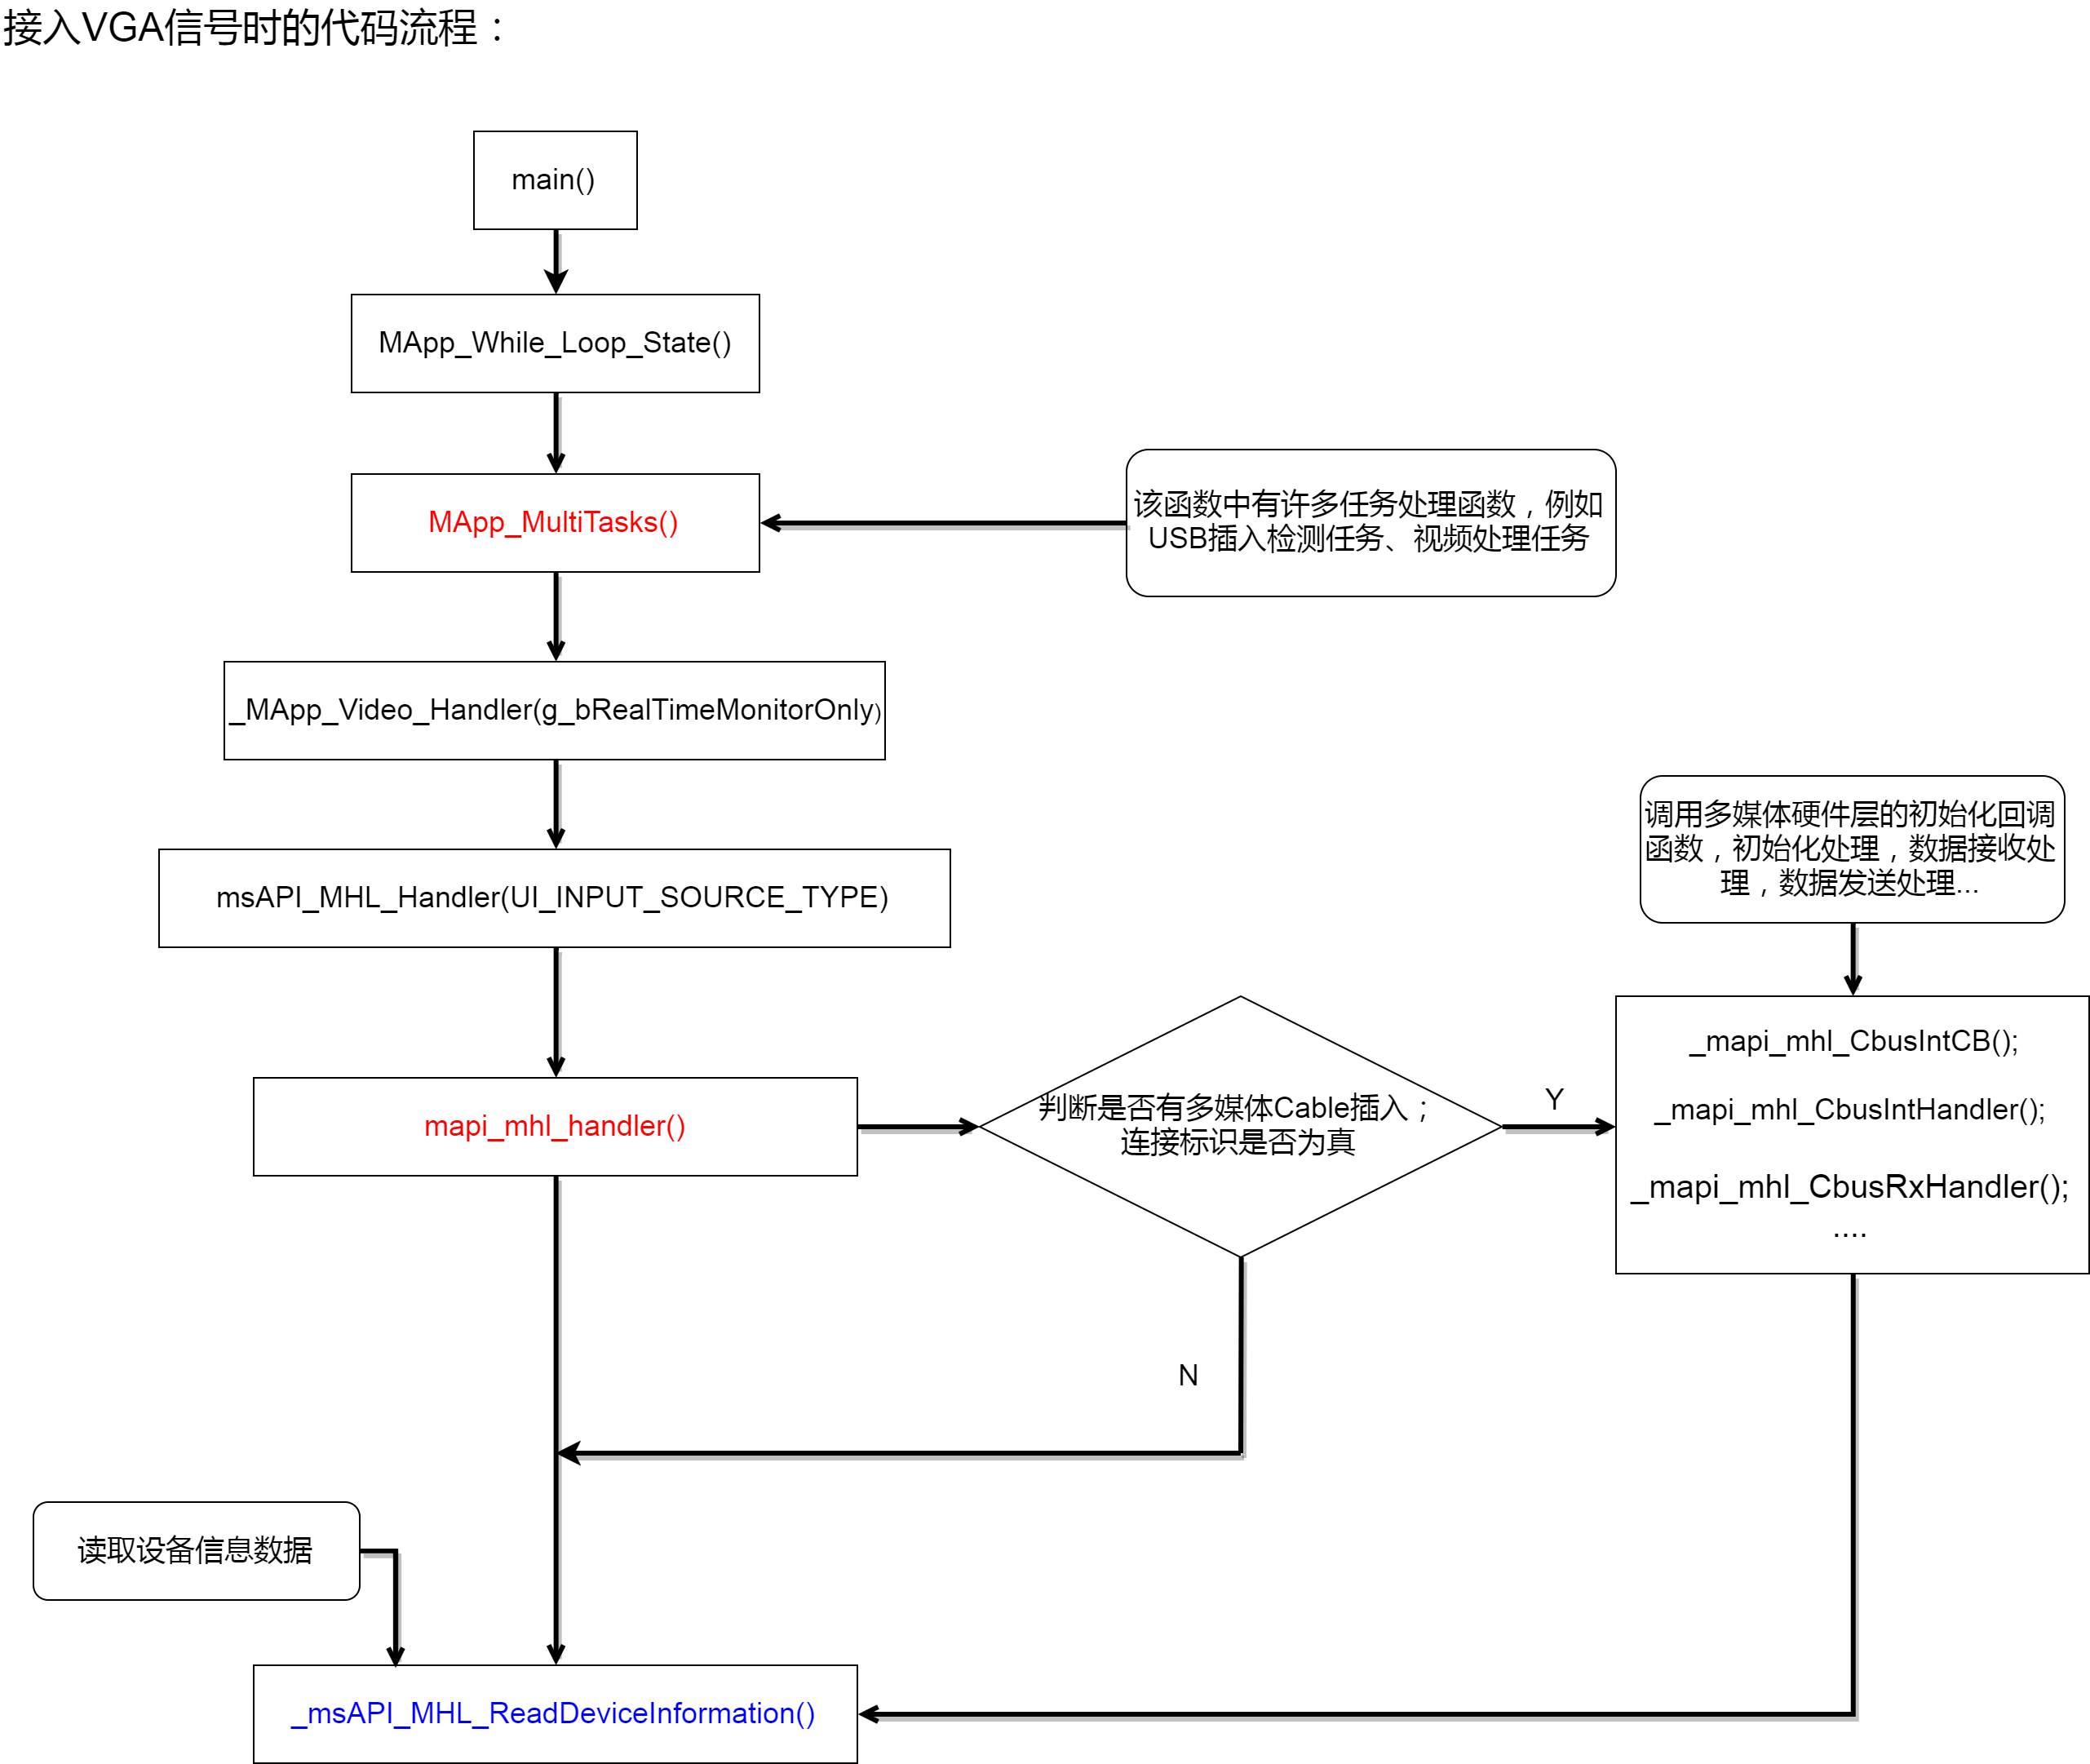 接入VGA信号时的代码流程：
main()
MApp_While_Loop_State()
MApp_MultiTasks()
该函数中有许多任务处理函数，例如
USB插入检测任务、视频处理任务
_MApp_Video_Handler(g_bRealTimeMonitorOnly)
调用多媒体硬件层的初始化回调
函数，初始化处理，数据接收处
理，数据发送处理...
msAPI_MHL_Handler(UI_INPUT_SOURCE_TYPE)
mapi_mhl_handler()
判断是否有多媒体Cable插入；
连接标识是否为真
Y
_mapi_mhl_CbusIntCB();
_mapi_mhl_CbusIntHandler();
_mapi_mhl_CbusRxHandler();
....
N
读取设备信息数据
_msAPI_MHL_ReadDeviceInformation()